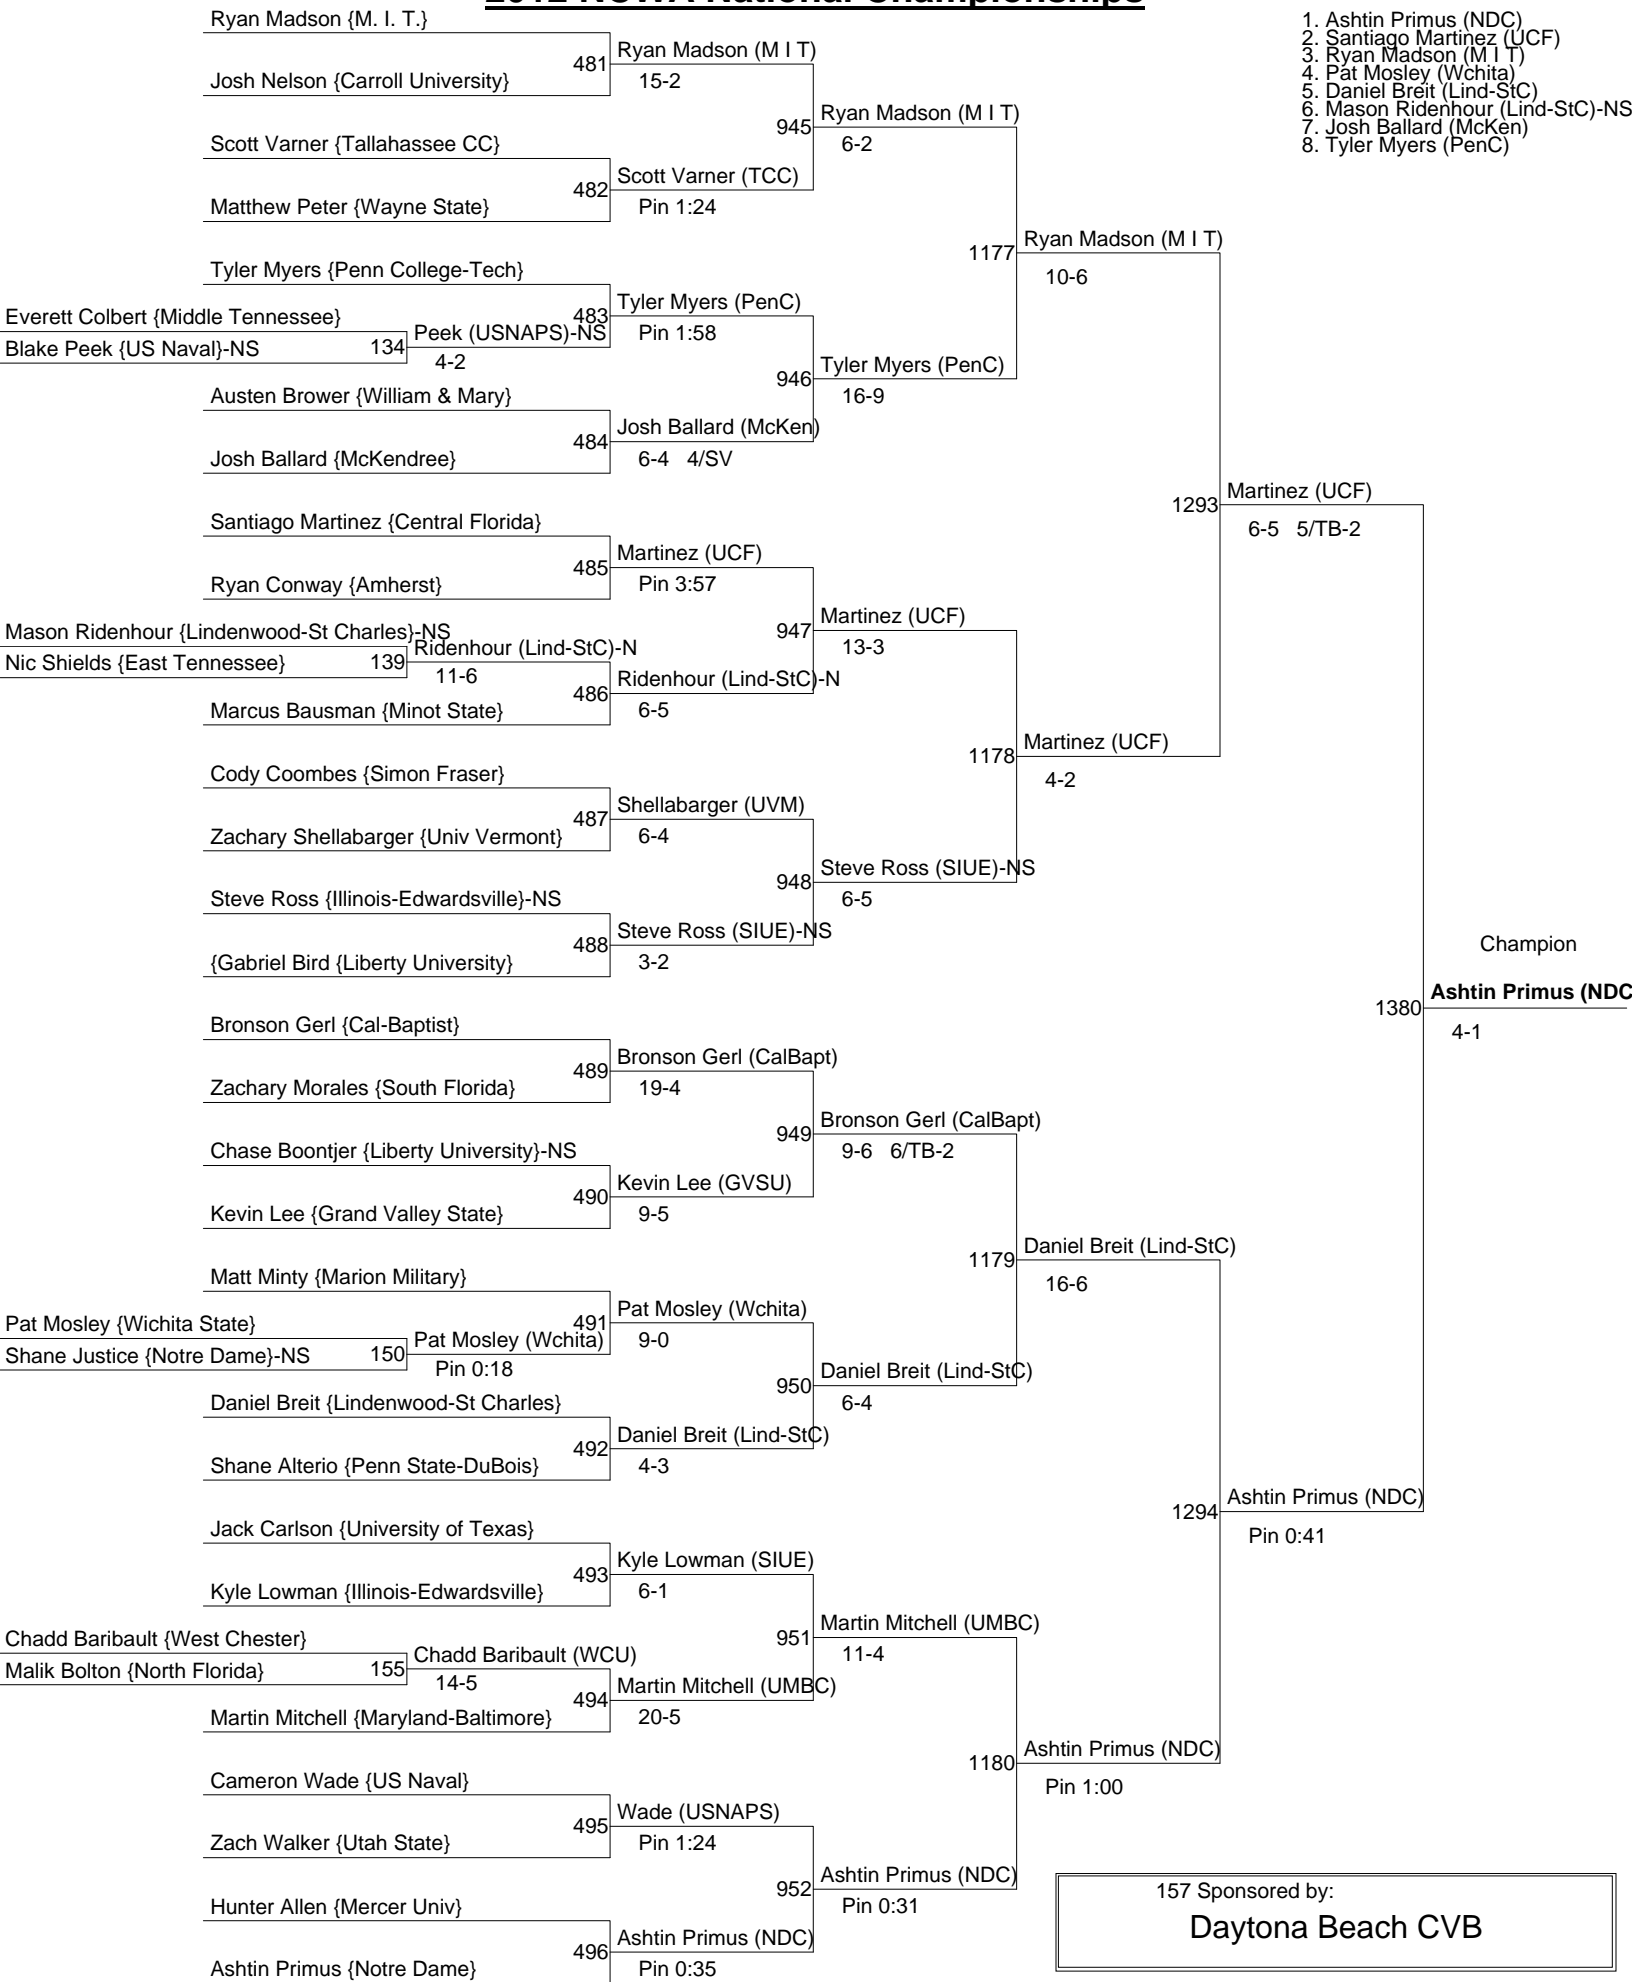 2012 NCWA National Championships
1. Ashtin Primus (NDC)
2. Santiago Martinez (UCF)
3. Ryan Madson (M I T)
4. Pat Mosley (Wchita)
5. Daniel Breit (Lind-StC)
6. Mason Ridenhour (Lind-StC)-NS
7. Josh Ballard (McKen)
8. Tyler Myers (PenC)
Ryan Madson {M. I. T.}
481 Ryan Madson (M I T)
15-2
Josh Nelson {Carroll University}
945 Ryan Madson (M I T)
6-2
Scott Varner {Tallahassee CC}
482 Scott Varner (TCC)
Pin 1:24
Matthew Peter {Wayne State}
1177 Ryan Madson (M I T)
10-6
Tyler Myers {Penn College-Tech}
483 Tyler Myers (PenC)
Pin 1:58
Everett Colbert {Middle Tennessee}
134 Peek (USNAPS)-NS
4-2
Blake Peek {US Naval}-NS
946 Tyler Myers (PenC)
16-9
Austen Brower {William & Mary}
484 Josh Ballard (McKen)
6-4 4/SV
Josh Ballard {McKendree}
1293 Martinez (UCF)
6-5 5/TB-2
Santiago Martinez {Central Florida}
485 Martinez (UCF)
Pin 3:57
Ryan Conway {Amherst}
947 Martinez (UCF)
13-3
Mason Ridenhour {Lindenwood-St Charles}-NS
139 Ridenhour (Lind-StC)-N
11-6
Nic Shields {East Tennessee}
486 Ridenhour (Lind-StC)-N
6-5
Marcus Bausman {Minot State}
1178 Martinez (UCF)
4-2
Cody Coombes {Simon Fraser}
487 Shellabarger (UVM)
6-4
Zachary Shellabarger {Univ Vermont}
948 Steve Ross (SIUE)-NS
6-5
Steve Ross {Illinois-Edwardsville}-NS
488 Steve Ross (SIUE)-NS
3-2
{Gabriel Bird {Liberty University}
Champion
1380 Ashtin Primus (NDC
4-1
Bronson Gerl {Cal-Baptist}
489 Bronson Gerl (CalBapt)
19-4
Zachary Morales {South Florida}
949 Bronson Gerl (CalBapt)
9-6 6/TB-2
Chase Boontjer {Liberty University}-NS
490 Kevin Lee (GVSU)
9-5
Kevin Lee {Grand Valley State}
1179 Daniel Breit (Lind-StC)
16-6
Matt Minty {Marion Military}
491 Pat Mosley (Wchita)
9-0
Pat Mosley {Wichita State}
150 Pat Mosley (Wchita)
Pin 0:18
Shane Justice {Notre Dame}-NS
950 Daniel Breit (Lind-StC)
6-4
Daniel Breit {Lindenwood-St Charles}
492 Daniel Breit (Lind-StC)
4-3
Shane Alterio {Penn State-DuBois}
1294 Ashtin Primus (NDC)
Pin 0:41
Jack Carlson {University of Texas}
493 Kyle Lowman (SIUE)
6-1
Kyle Lowman {Illinois-Edwardsville}
951 Martin Mitchell (UMBC)
11-4
Chadd Baribault {West Chester}
155 Chadd Baribault (WCU)
14-5
Malik Bolton {North Florida}
494 Martin Mitchell (UMBC)
20-5
Martin Mitchell {Maryland-Baltimore}
1180 Ashtin Primus (NDC)
Pin 1:00
Cameron Wade {US Naval}
495 Wade (USNAPS)
Pin 1:24
Zach Walker {Utah State}
952 Ashtin Primus (NDC)
Pin 0:31
Hunter Allen {Mercer Univ}
496 Ashtin Primus (NDC)
Pin 0:35
Ashtin Primus {Notre Dame}
157 Sponsored by:
Daytona Beach CVB